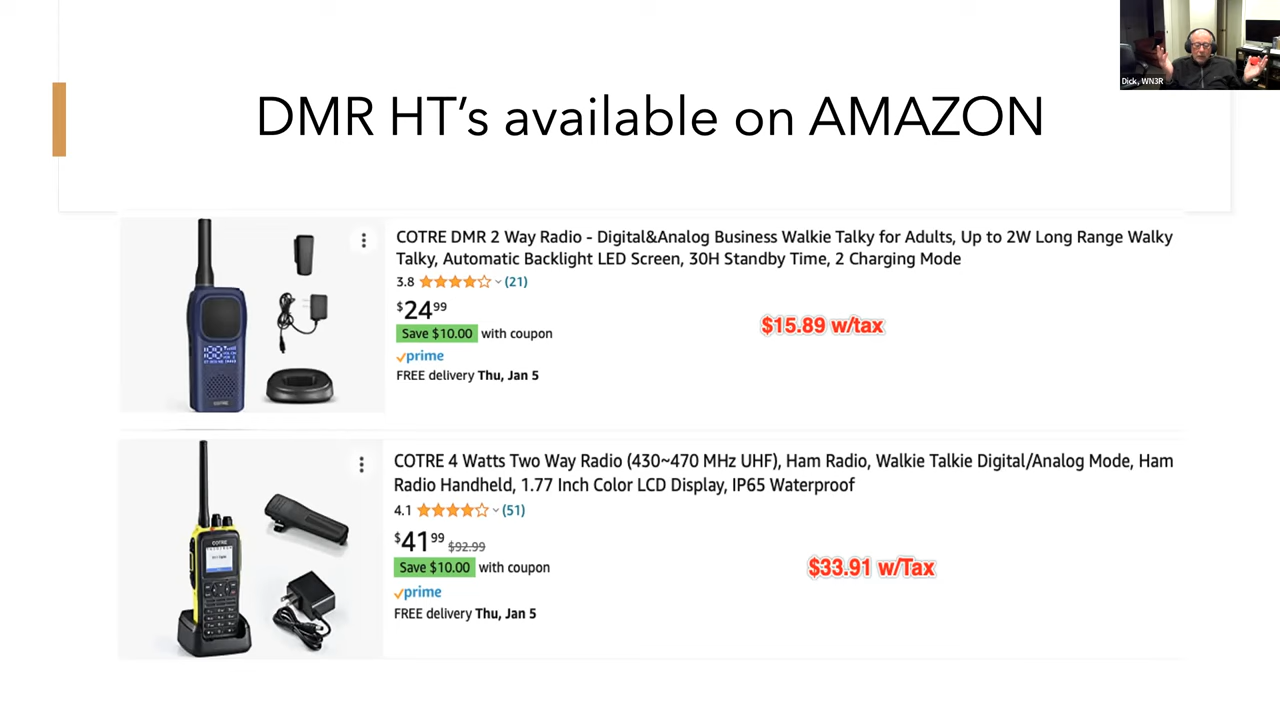 Dick, WN3R
DMR HT’s available on AMAZON
COTRE DMR 2 Way Radio - Digital&Analog Business Walkie Talky for Adults, Up to 2W Long Range Walky
Talky, Automatic Backlight LED Screen, 30H Standby Time, 2 Charging Mode
3.8 (21)
$24.99
Save $10.00 with coupon
prime
FREE delivery Thu, Jan 5
$15.89 w/tax
COTRE
COTRE 4 Watts Two Way Radio (430~470 MHz UHF), Ham Radio, Walkie Talkie Digital/Analog Mode, Ham
Radio Handheld, 1.77 Inch Color LCD Display, IP65 Waterproof
4.1 (51)
$41.99 $92.99
Save $10.00 with coupon
prime
FREE delivery Thu, Jan 5
$33.91 w/Tax
COTRE